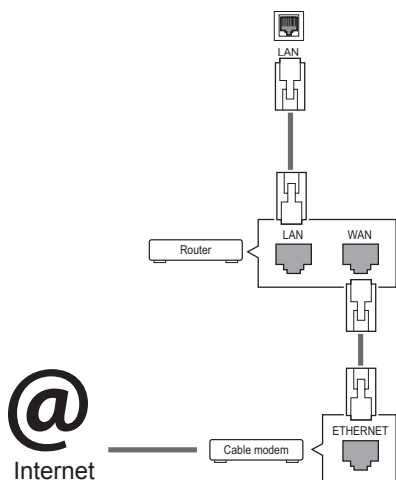 LAN
LAN
WAN
Router
ETHERNET
@
Cable modem
Internet